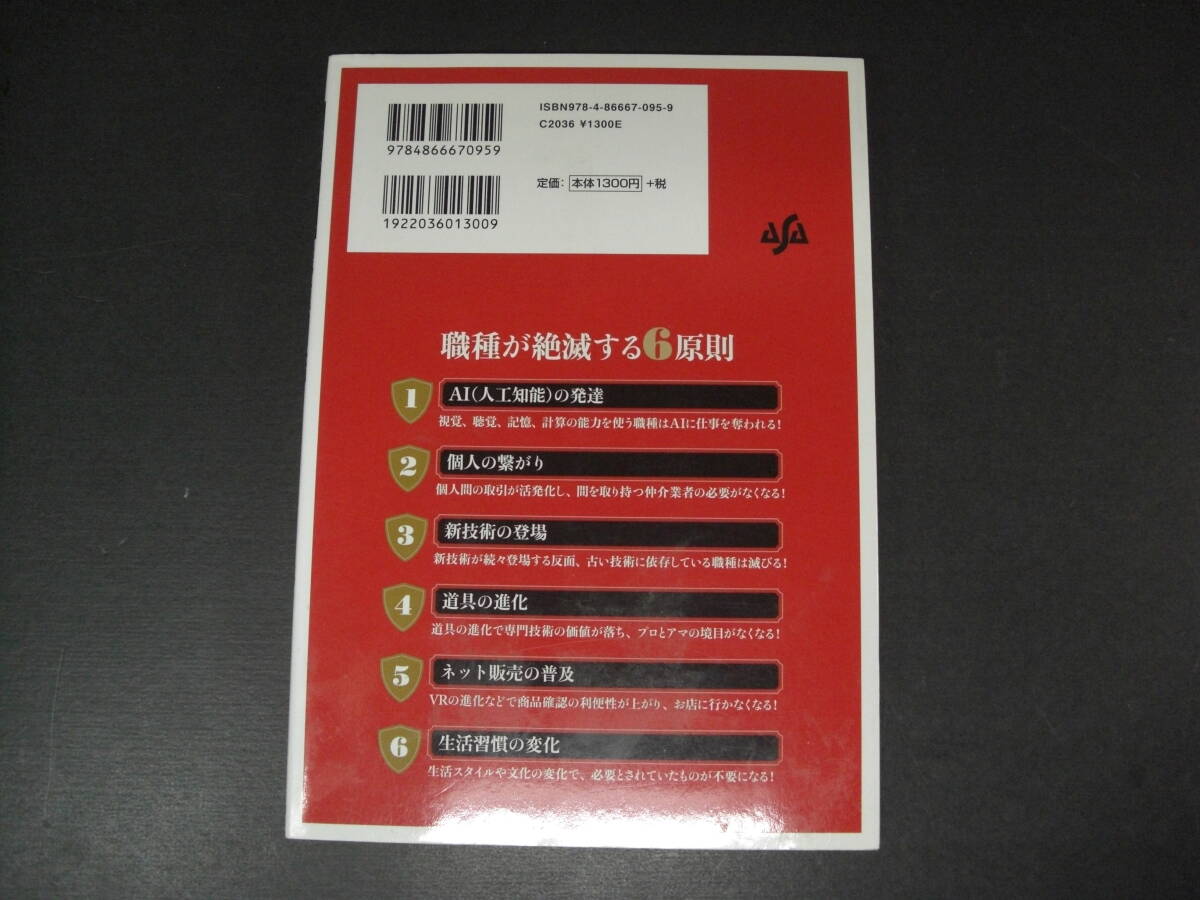 ISBN978-4-86667-095-9
C2036 ¥1300E
9784866670959
定価: 本体1300円 +税
1922036013009
ASA
職種が絶滅する6原則
1 AI(人工知能)の発達
視覚、聴覚、記憶、計算の能力を使う職種はAIに仕事を奪われる!
2 個人の繋がり
個人間の取引が活発化し、間を取り持つ仲介業者の必要がなくなる!
3 新技術の登場
新技術が続々登場する反面、古い技術に依存している職種は滅びる!
4 道具の進化
道具の進化で専門技術の価値が落ち、プロとアマの境目がなくなる!
5 ネット販売の普及
VRの進化などで商品確認の利便性が上がり、お店に行かなくなる!
6 生活習慣の変化
生活スタイルや文化の変化で、必要とされていたものが不要になる!